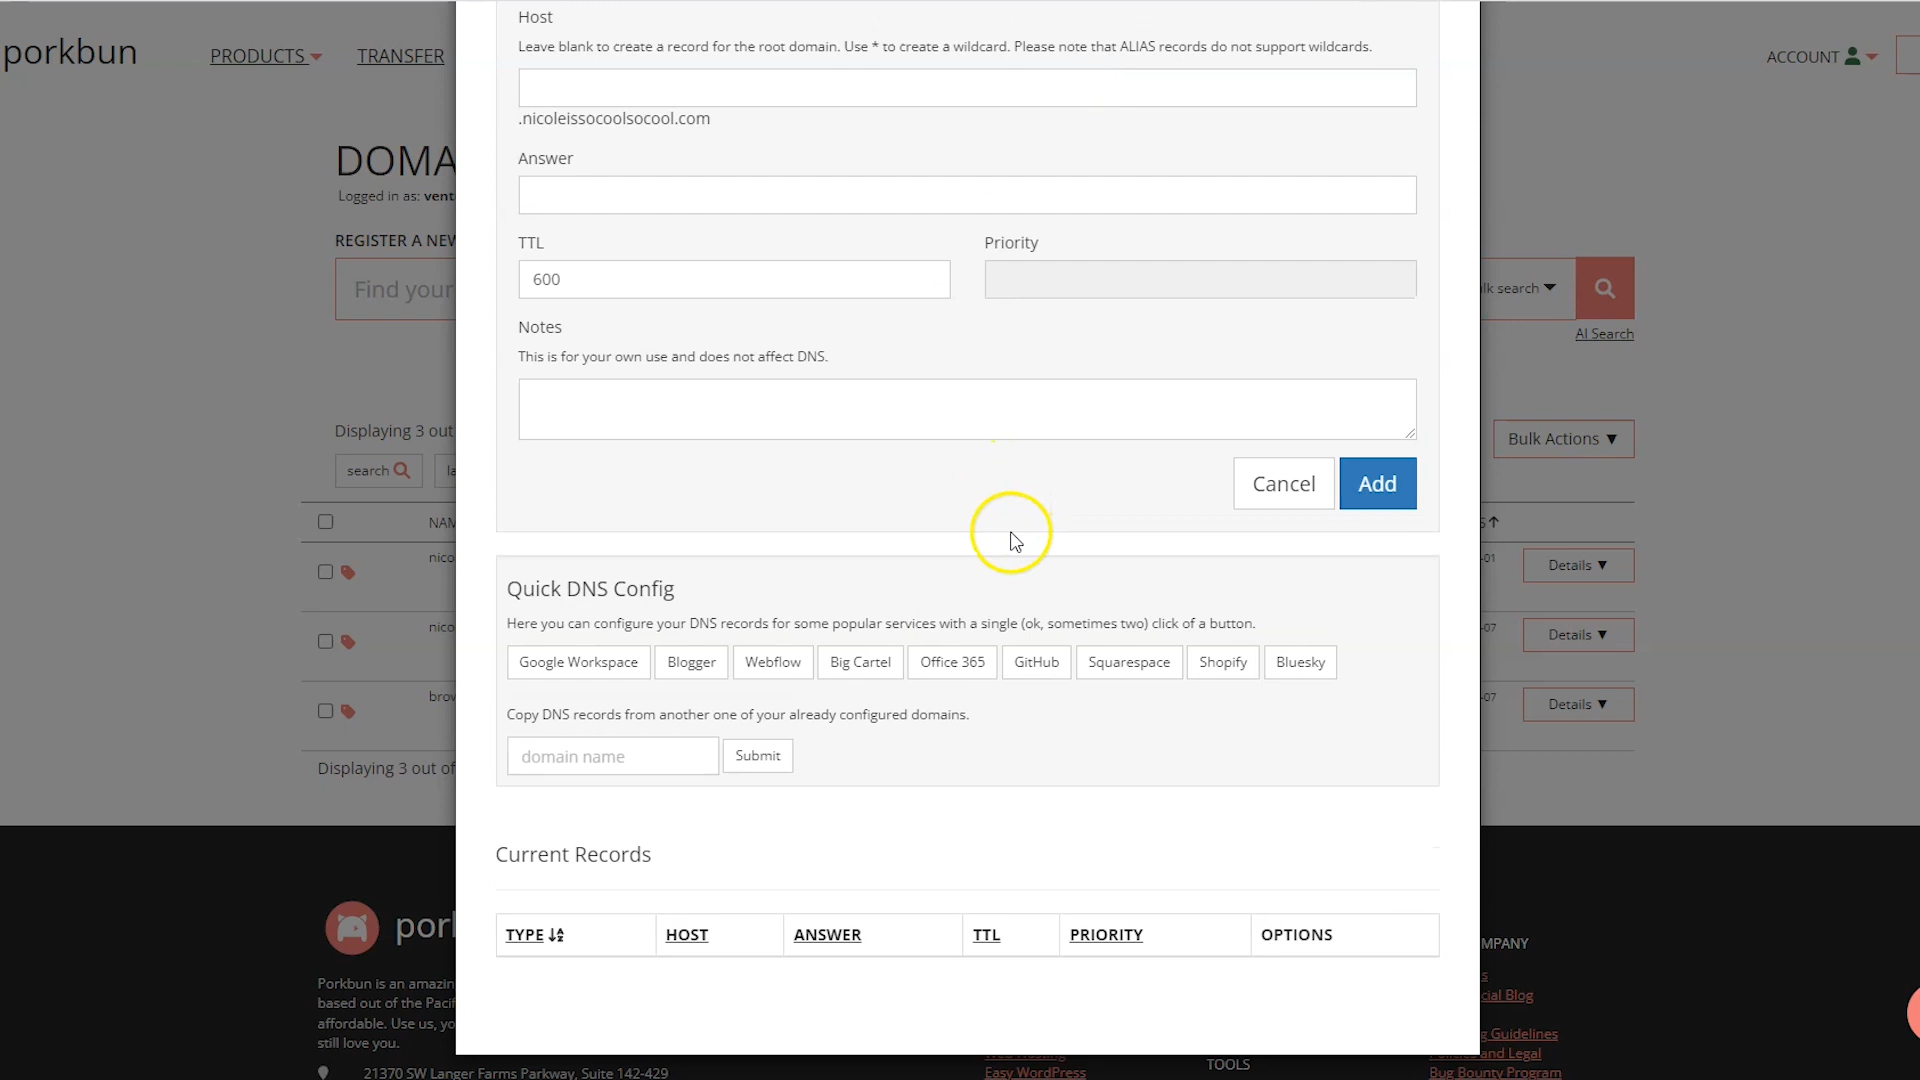 porkbun
PRODUCTS
TRANSFER
ACCOUNT
DOMA
Logged in as: vent
REGISTER A NEW
Find your
lk search
AI Search
Displaying 3 out
search
la
Bulk Actions ▼
NAM
nico
-01
Details ▼
nico
-07
Details ▼
brow
-07
Details ▼
Displaying 3 out of
Host
Leave blank to create a record for the root domain. Use * to create a wildcard. Please note that ALIAS records do not support wildcards.
.nicoleissocoolsocool.com
Answer
TTL
Priority
600
Notes
This is for your own use and does not affect DNS.
Cancel
Add
Quick DNS Config
Here you can configure your DNS records for some popular services with a single (ok, sometimes two) click of a button.
Google Workspace
Blogger
Webflow
Big Cartel
Office 365
GitHub
Squarespace
Shopify
Bluesky
Copy DNS records from another one of your already configured domains.
domain name
Submit
Current Records
TYPE
HOST
ANSWER
TTL
PRIORITY
OPTIONS
pork
Porkbun is an amazin
based out of the Pacif
affordable. Use us, yo
still love you.
21370 SW Langer Farms Parkway, Suite 142-429
Easy WordPress
TOOLS
MPANY
s
cial Blog
g Guidelines
and Legal
Bug Bounty Program